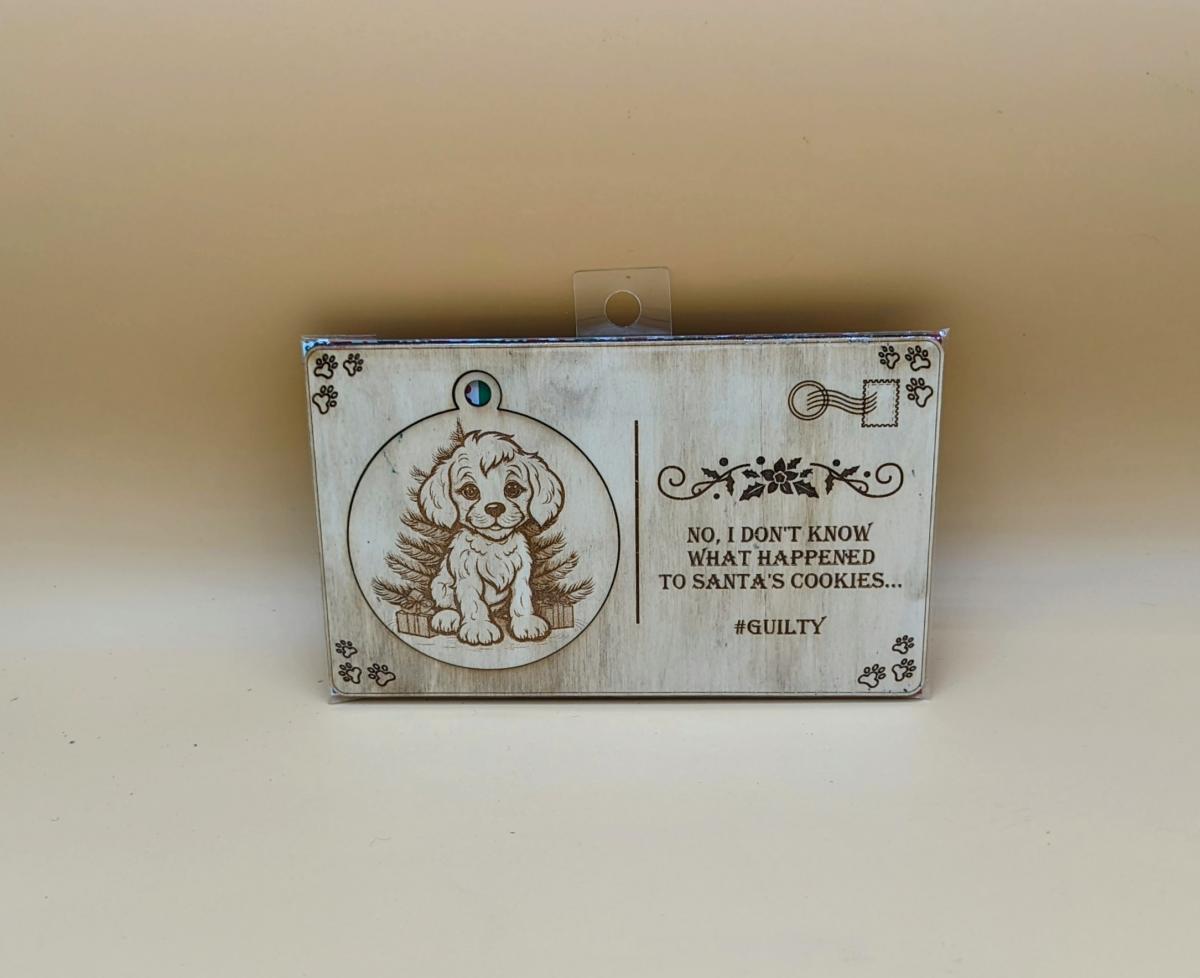 NO, I DON'T KNOW
WHAT HAPPENED
TO SANTA'S COOKIES...
#GUILTY